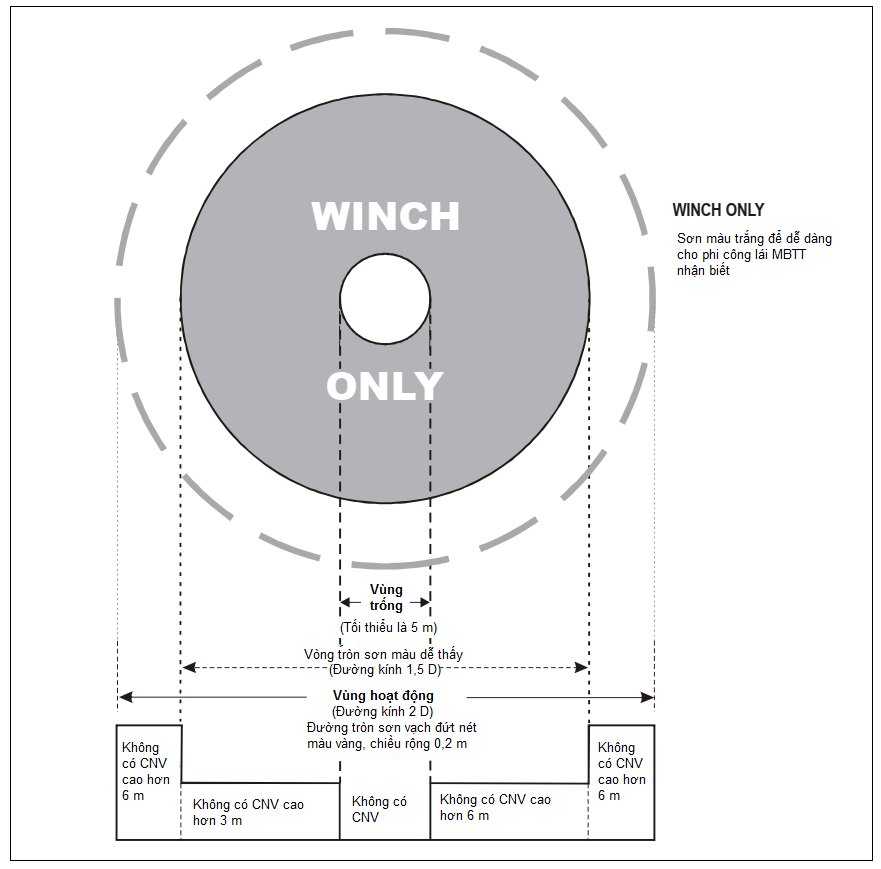 WINCH
ONLY
WINCH ONLY
Sơn màu trắng để dễ dàng
cho phi công lái MBTT
nhận biết
Vùng
trống
(Tối thiểu là 5 m)
Vòng tròn sơn màu dễ thấy
(Đường kính 1,5 D)
Vùng hoạt động
(Đường kính 2 D)
Đường tròn sơn vạch đứt nét
màu vàng, chiều rộng 0,2 m
Không
có CNV
cao hơn
6 m
Không có CNV cao
hơn 3 m
Không có
CNV
Không có CNV cao
hơn 6 m
Không
có CNV
cao hơn
6 m